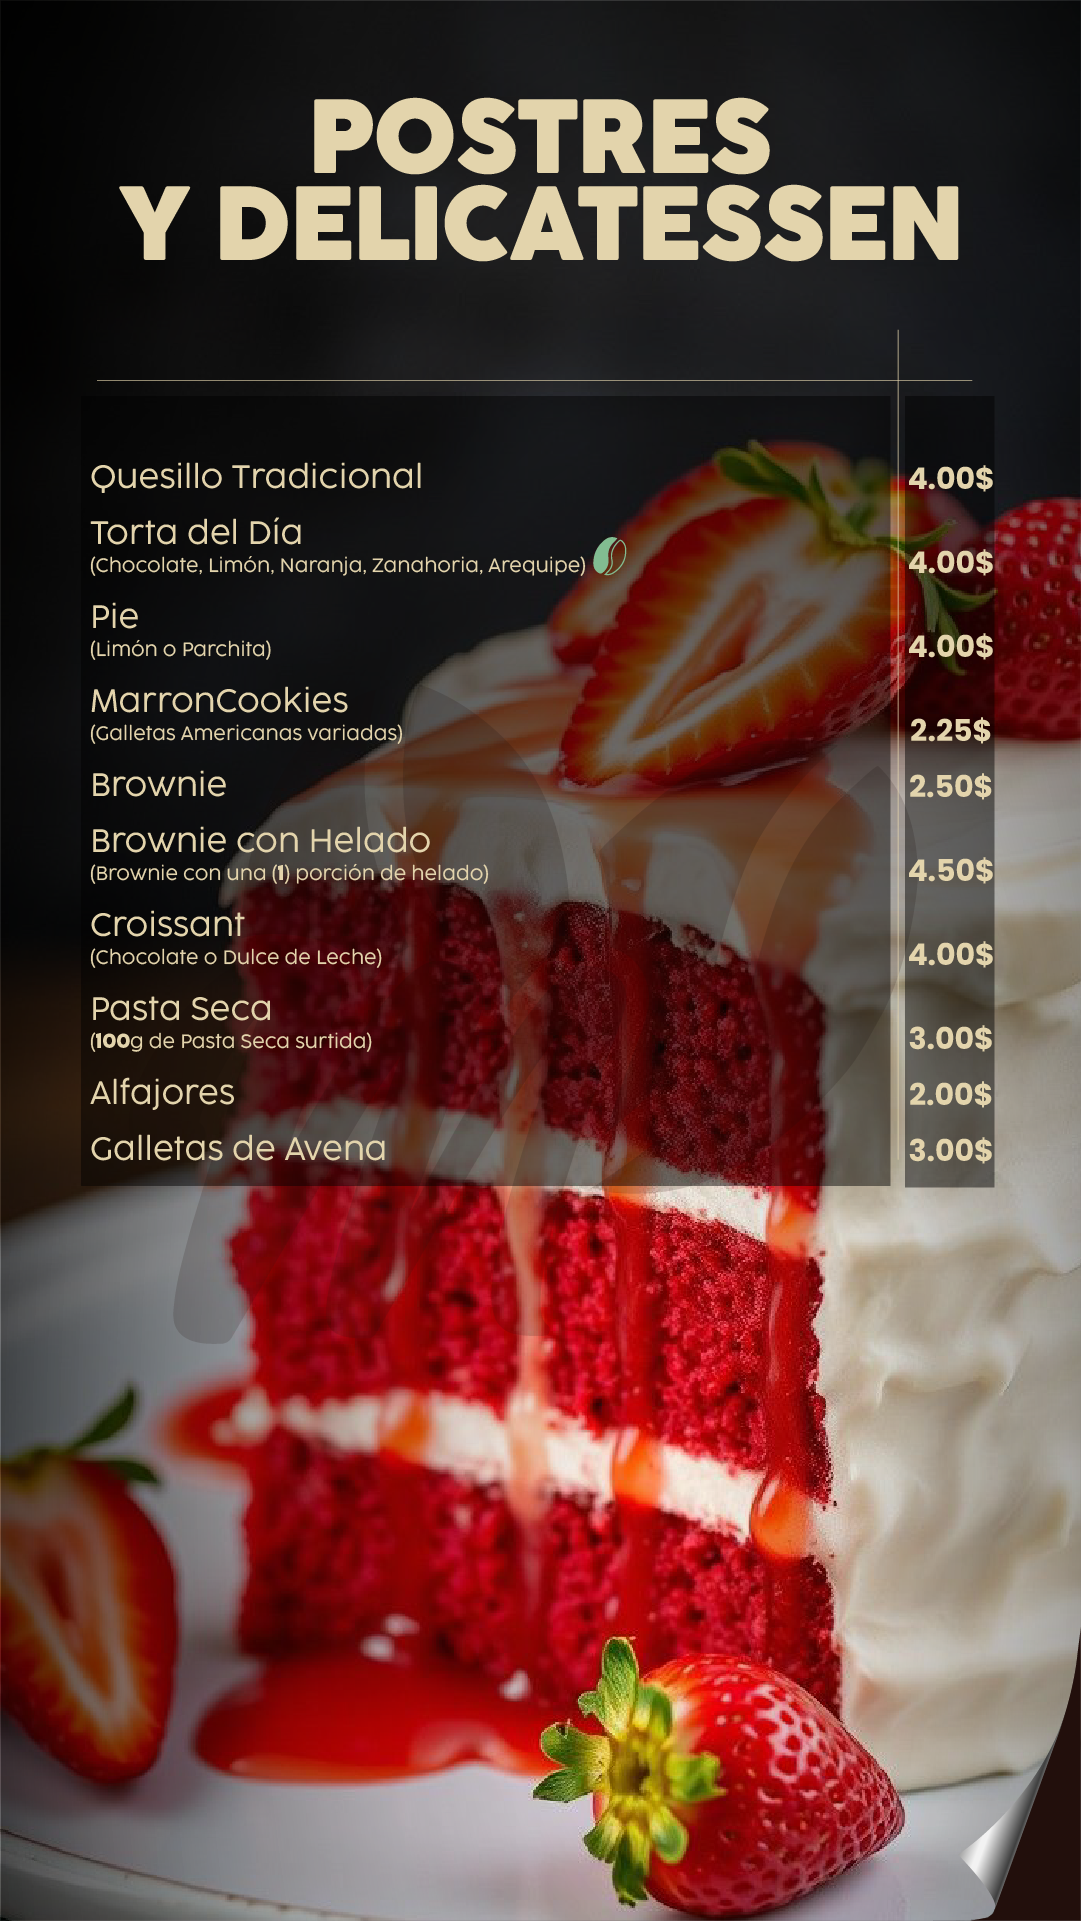 POSTRES
Y DELICATESSEN
Quesillo Tradicional 4.00$
Torta del Día
(Chocolate, Limón, Naranja, Zanahoria, Arequipe) 4.00$
Pie
(Limón o Parchita) 4.00$
MarronCookies
(Galletas Americanas variadas) 2.25$
Brownie 2.50$
Brownie con Helado
(Brownie con una (1) porción de helado) 4.50$
Croissant
(Chocolate o Dulce de Leche) 4.00$
Pasta Seca
(100g de Pasta Seca surtida) 3.00$
Alfajores 2.00$
Galletas de Avena 3.00$